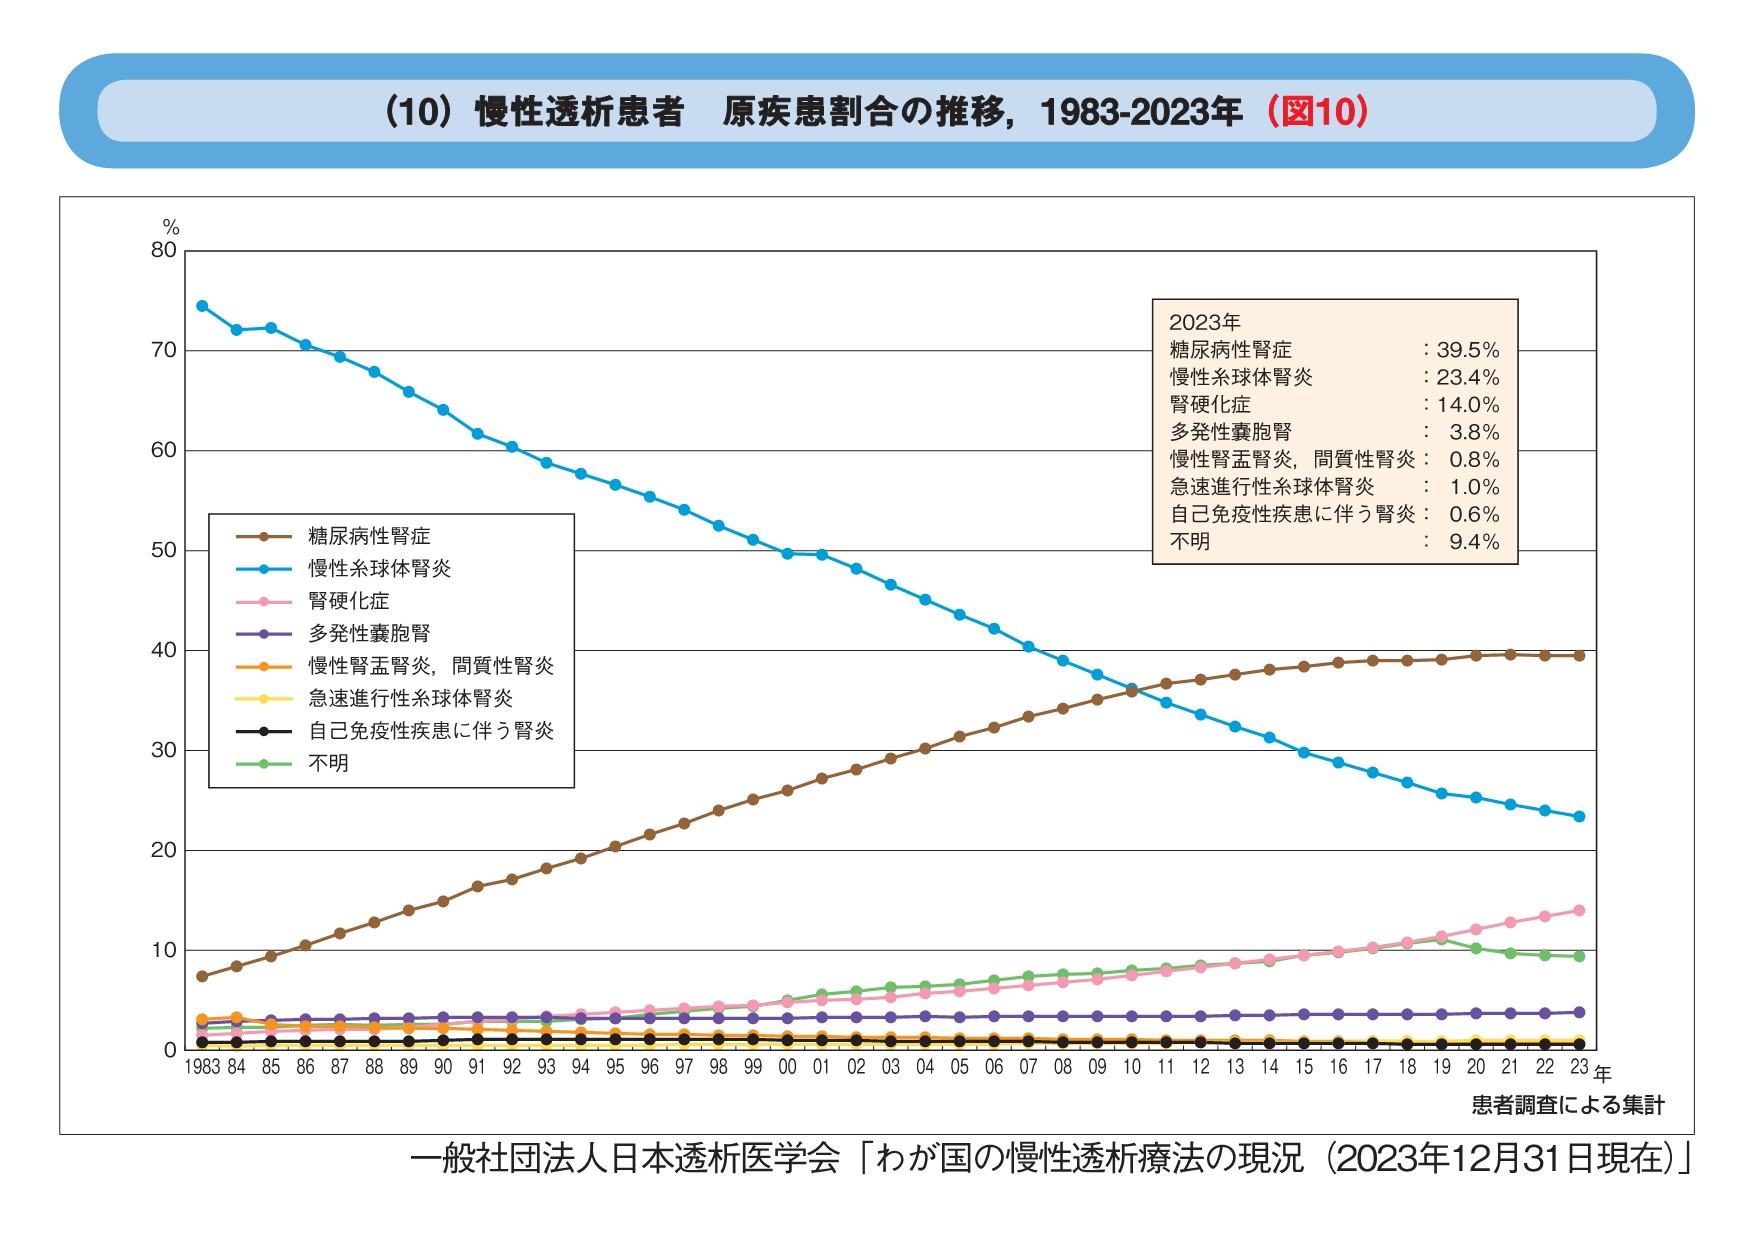 （10）慢性透析患者　原疾患割合の推移，1983-2023年（図10）
%
80
70
60
50
40
30
20
10
0
2023年
糖尿病性腎症：39.5%
慢性糸球体腎炎：23.4%
腎硬化症：14.0%
多発性嚢胞腎：3.8%
慢性腎盂腎炎，間質性腎炎：0.8%
急速進行性糸球体腎炎：1.0%
自己免疫性疾患に伴う腎炎：0.6%
不明：9.4%
糖尿病性腎症
慢性糸球体腎炎
腎硬化症
多発性嚢胞腎
慢性腎盂腎炎，間質性腎炎
急速進行性糸球体腎炎
自己免疫性疾患に伴う腎炎
不明
1983 84 85 86 87 88 89 90 91 92 93 94 95 96 97 98 99 00 01 02 03 04 05 06 07 08 09 10 11 12 13 14 15 16 17 18 19 20 21 22 23 年
患者調査による集計
一般社団法人日本透析医学会「わが国の慢性透析療法の現況（2023年12月31日現在）」